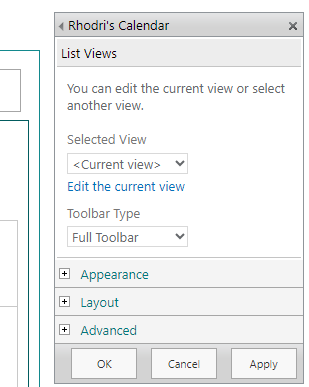 Rhodri's Calendar
List Views
You can edit the current view or select
another view.
Selected View
<Current view>
Edit the current view
Toolbar Type
Full Toolbar
Appearance
Layout
Advanced
OK Cancel Apply